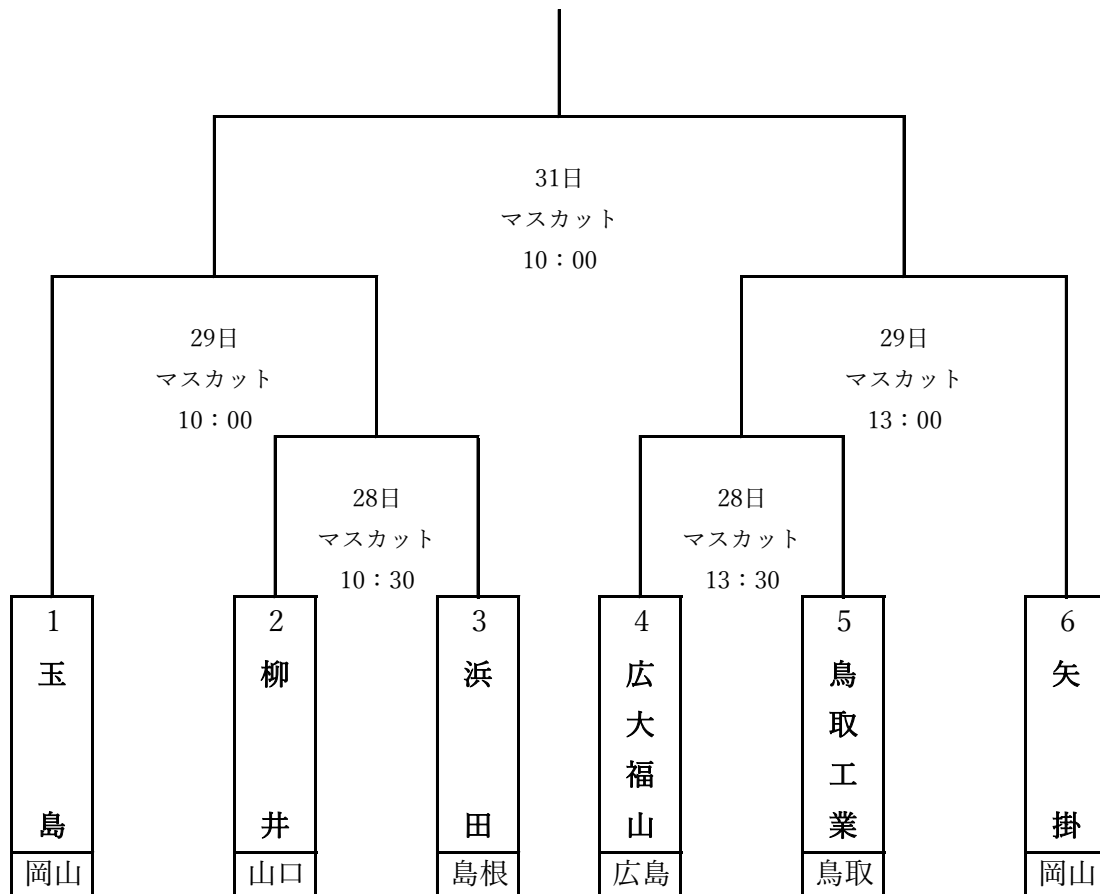 31日
マスカット
10:00
29日
マスカット
10:00
29日
マスカット
13:00
28日
マスカット
10:30
28日
マスカット
13:30
1
玉島
岡山
2
柳井
山口
3
浜田
島根
4
広大福山
広島
5
鳥取工業
鳥取
6
矢掛
岡山